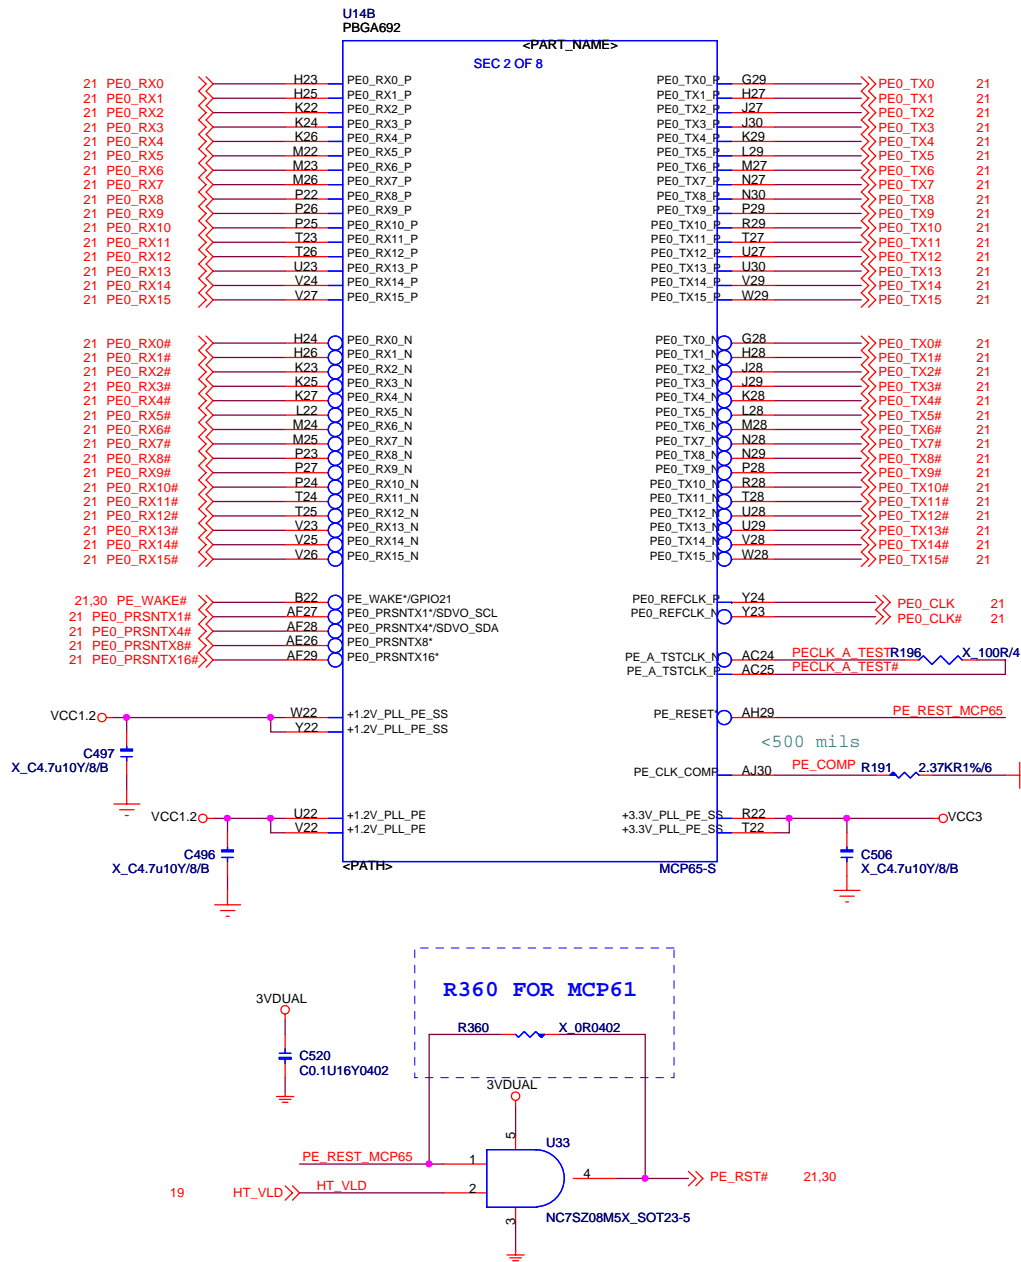 U14B
PBGA692
<PART_NAME>
SEC 2 OF 8
21 PE0_RX0 H23 PE0_RX0_P PE0_TX0_P G29 PE0_TX0 21
21 PE0_RX1 H25 PE0_RX1_P PE0_TX1_P H27 PE0_TX1 21
21 PE0_RX2 K22 PE0_RX2_P PE0_TX2_P J27 PE0_TX2 21
21 PE0_RX3 K24 PE0_RX3_P PE0_TX3_P J30 PE0_TX3 21
21 PE0_RX4 K26 PE0_RX4_P PE0_TX4_P K29 PE0_TX4 21
21 PE0_RX5 M22 PE0_RX5_P PE0_TX5_P L29 PE0_TX5 21
21 PE0_RX6 M23 PE0_RX6_P PE0_TX6_P M27 PE0_TX6 21
21 PE0_RX7 M26 PE0_RX7_P PE0_TX7_P N27 PE0_TX7 21
21 PE0_RX8 P22 PE0_RX8_P PE0_TX8_P N30 PE0_TX8 21
21 PE0_RX9 P26 PE0_RX9_P PE0_TX9_P P29 PE0_TX9 21
21 PE0_RX10 P25 PE0_RX10_P PE0_TX10_P R29 PE0_TX10 21
21 PE0_RX11 T23 PE0_RX11_P PE0_TX11_P T27 PE0_TX11 21
21 PE0_RX12 T26 PE0_RX12_P PE0_TX12_P U27 PE0_TX12 21
21 PE0_RX13 U23 PE0_RX13_P PE0_TX13_P U30 PE0_TX13 21
21 PE0_RX14 V24 PE0_RX14_P PE0_TX14_P V29 PE0_TX14 21
21 PE0_RX15 V27 PE0_RX15_P PE0_TX15_P W29 PE0_TX15 21
21 PE0_RX0# H24 PE0_RX0_N PE0_TX0_N G28 PE0_TX0# 21
21 PE0_RX1# H26 PE0_RX1_N PE0_TX1_N H28 PE0_TX1# 21
21 PE0_RX2# K23 PE0_RX2_N PE0_TX2_N J28 PE0_TX2# 21
21 PE0_RX3# K25 PE0_RX3_N PE0_TX3_N J29 PE0_TX3# 21
21 PE0_RX4# K27 PE0_RX4_N PE0_TX4_N K28 PE0_TX4# 21
21 PE0_RX5# L22 PE0_RX5_N PE0_TX5_N L28 PE0_TX5# 21
21 PE0_RX6# M24 PE0_RX6_N PE0_TX6_N M28 PE0_TX6# 21
21 PE0_RX7# M25 PE0_RX7_N PE0_TX7_N N28 PE0_TX7# 21
21 PE0_RX8# P23 PE0_RX8_N PE0_TX8_N N29 PE0_TX8# 21
21 PE0_RX9# P27 PE0_RX9_N PE0_TX9_N P28 PE0_TX9# 21
21 PE0_RX10# P24 PE0_RX10_N PE0_TX10_N R28 PE0_TX10# 21
21 PE0_RX11# T24 PE0_RX11_N PE0_TX11_N T28 PE0_TX11# 21
21 PE0_RX12# T25 PE0_RX12_N PE0_TX12_N U28 PE0_TX12# 21
21 PE0_RX13# V23 PE0_RX13_N PE0_TX13_N U29 PE0_TX13# 21
21 PE0_RX14# V25 PE0_RX14_N PE0_TX14_N V28 PE0_TX14# 21
21 PE0_RX15# V26 PE0_RX15_N PE0_TX15_N W28 PE0_TX15# 21
21,30 PE_WAKE# B22 PE_WAKE*/GPIO21 PE0_REFCLK_P Y24 PE0_CLK 21
21 PE0_PRSNTX1# AF27 PE0_PRSNTX1*/SDVO_SCL PE0_REFCLK_N Y23 PE0_CLK# 21
21 PE0_PRSNTX4# AF28 PE0_PRSNTX4*/SDVO_SDA
21 PE0_PRSNTX8# AE26 PE0_PRSNTX8*
21 PE0_PRSNTX16# AF29 PE0_PRSNTX16* PE_A_TSTCLK_N AC24 PECLK_A_TEST R196 X_100R/4
PE_A_TSTCLK_P AC25 PECLK_A_TEST#
VCC1.2 W22 +1.2V_PLL_PE_SS PE_RESET* AH29 PE_REST_MCP65
Y22 +1.2V_PLL_PE_SS
<500 mils
C497
X_C4.7u10Y/8/B
PE_CLK_COMP AJ30 PE_COMP R191 2.37KR1%/6
VCC1.2 U22 +1.2V_PLL_PE +3.3V_PLL_PE_SS R22 VCC3
V22 +1.2V_PLL_PE +3.3V_PLL_PE_SS T22
C496
X_C4.7u10Y/8/B
C506
X_C4.7u10Y/8/B
<PATH> MCP65-S
R360 FOR MCP61
3VDUAL
R360 X_0R0402
C520
C0.1U16Y0402
3VDUAL
5 U33
PE_REST_MCP65 1
4 PE_RST# 21,30
19 HT_VLD HT_VLD 2
3 NC7SZ08M5X_SOT23-5